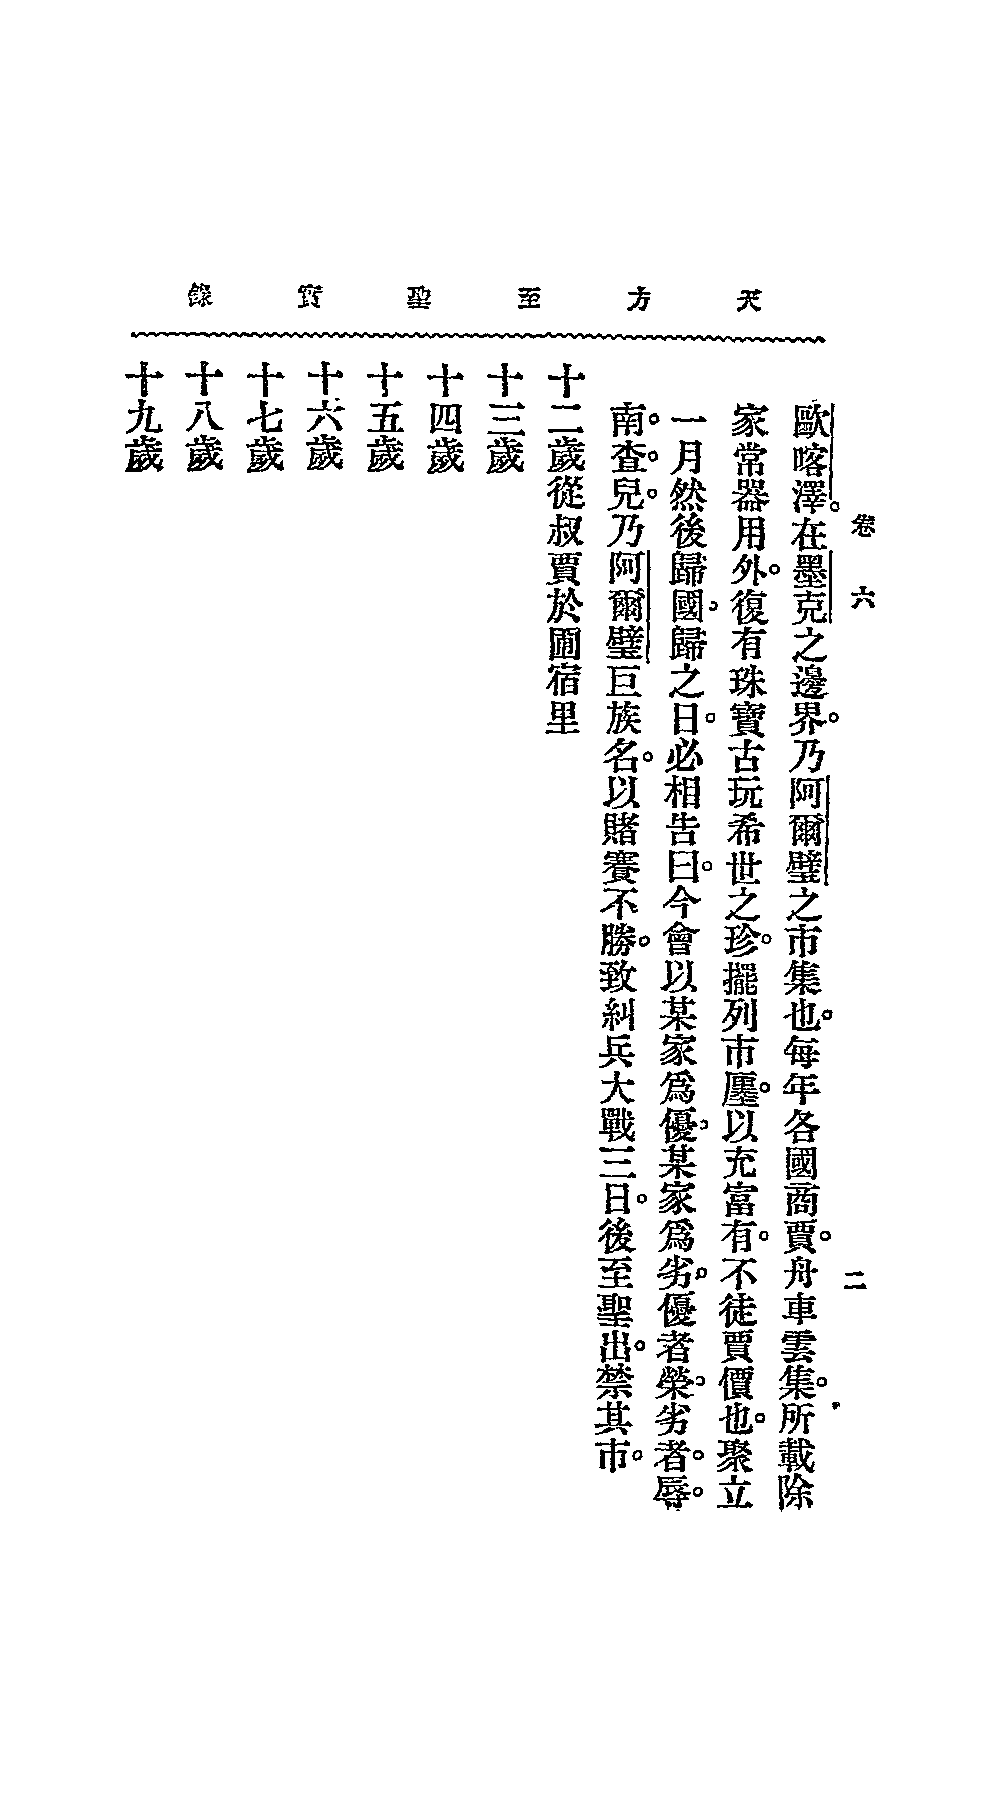 天方至聖實錄
卷六
二
歐喀澤。在墨克之邊界。乃阿爾璧之市集也。每年各國商賈。舟車雲集。所載除
家常器用外。復有珠寶古玩希世之珍。擺列市廛。以充富有。不徒賈價也。聚立
一月然後歸國。歸之日。必相告曰。今會以某家爲優。某家爲劣。優者榮。劣者。辱。
南。查。兒。乃阿爾璧巨族名。以賭賽不勝。致糾兵大戰三日。後至聖出。禁其市。
十二歲從叔賈於圃宿里
十三歲
十四歲
十五歲
十六歲
十七歲
十八歲
十九歲